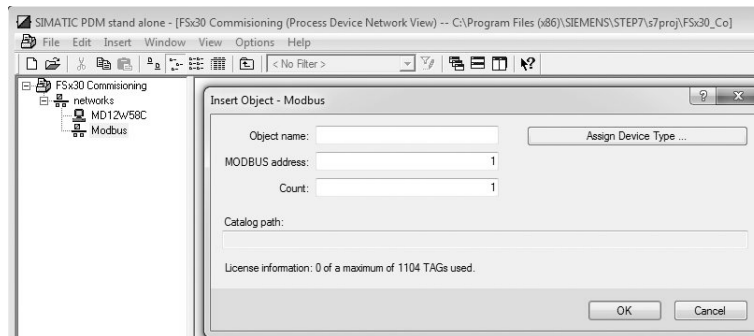 SIMATIC PDM stand alone - [FSx30 Commisioning (Process Device Network View) -- C:\Program Files (x86)\SIEMENS\STEP7\s7proj\FSx30_Co]
File Edit Insert Window View Options Help
< No Filter >
FSx30 Commisioning
networks
MD12W58C
Modbus
Insert Object - Modbus
Object name:
Assign Device Type ...
MODBUS address: 1
Count: 1
Catalog path:
License information: 0 of a maximum of 1104 TAGs used.
OK Cancel